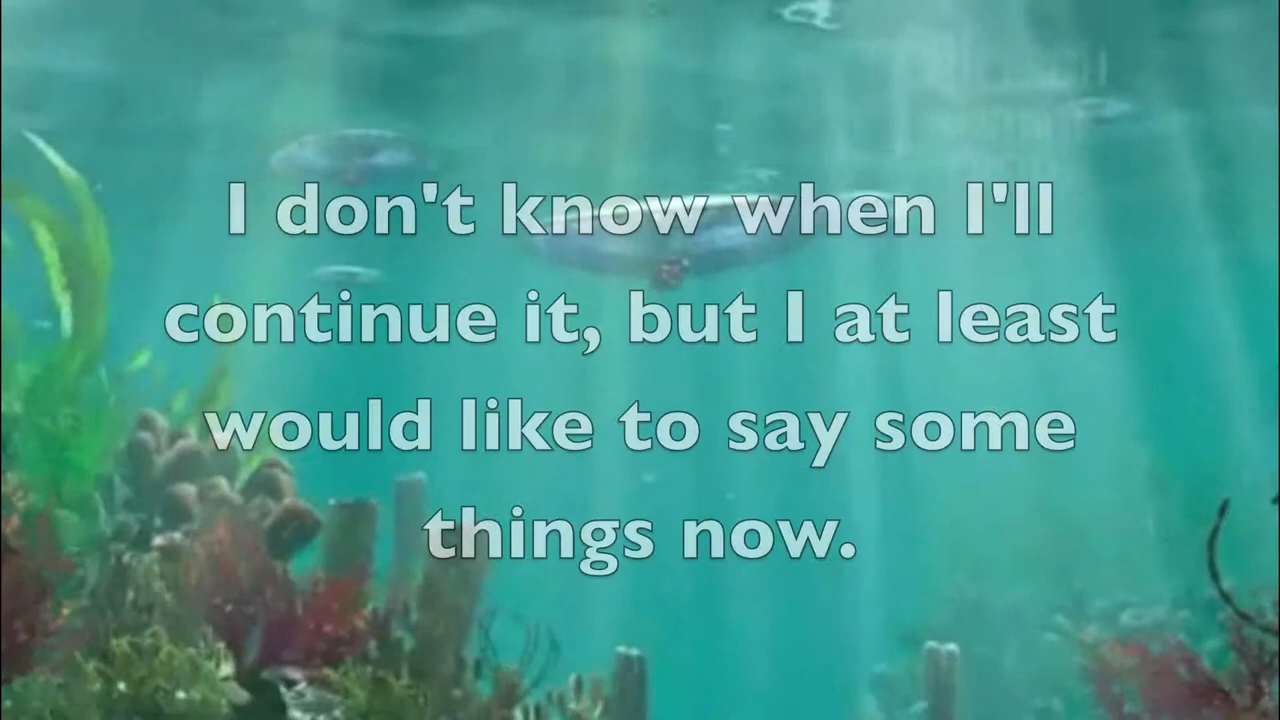 I don't know when I'll
continue it, but I at least
would like to say some
things now.